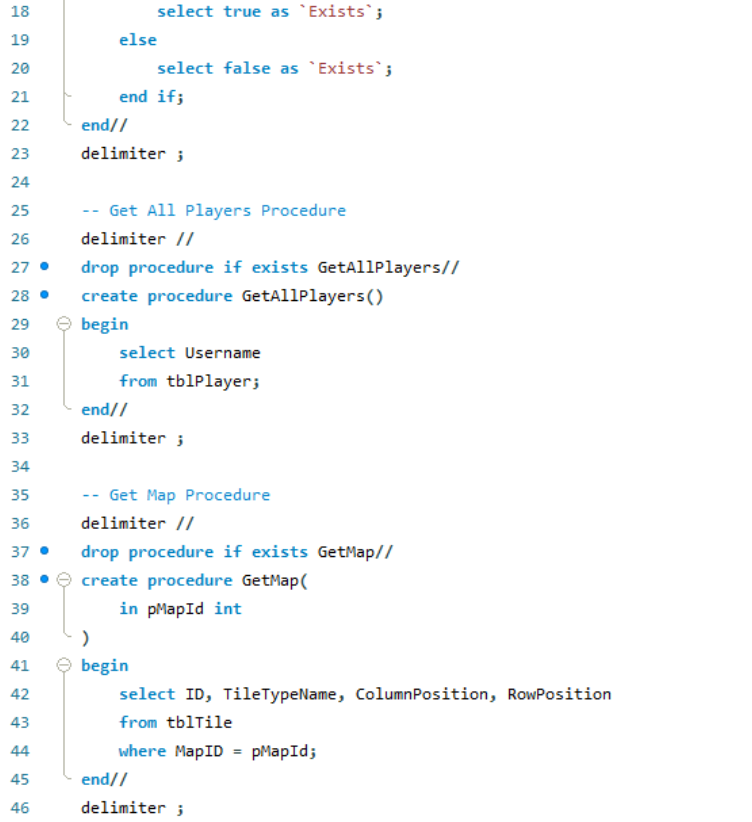 18 select true as `Exists`;
19 else
20 select false as `Exists`;
21 end if;
22 end//
23 delimiter ;
24
25 -- Get All Players Procedure
26 delimiter //
27 drop procedure if exists GetAllPlayers//
28 create procedure GetAllPlayers()
29 begin
30 select Username
31 from tblPlayer;
32 end//
33 delimiter ;
34
35 -- Get Map Procedure
36 delimiter //
37 drop procedure if exists GetMap//
38 create procedure GetMap(
39 in pMapId int
40 )
41 begin
42 select ID, TileTypeName, ColumnPosition, RowPosition
43 from tblTile
44 where MapID = pMapId;
45 end//
46 delimiter ;